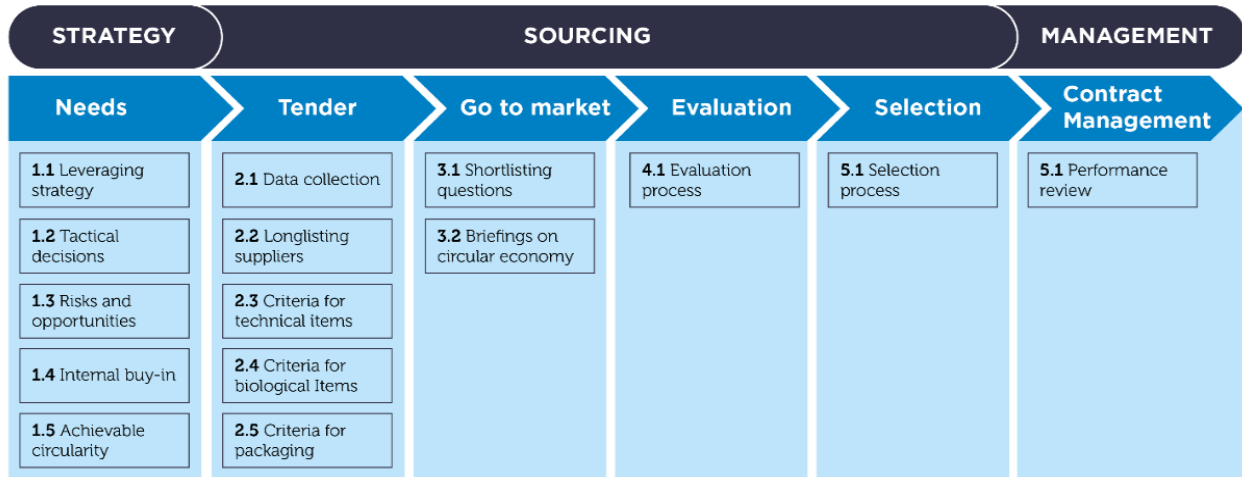 STRATEGY
SOURCING
MANAGEMENT
Needs
Tender
Go to market
Evaluation
Selection
Contract
Management
1.1 Leveraging
strategy
1.2 Tactical
decisions
1.3 Risks and
opportunities
1.4 Internal buy-in
1.5 Achievable
circularity
2.1 Data collection
2.2 Longlisting
suppliers
2.3 Criteria for
technical items
2.4 Criteria for
biological Items
2.5 Criteria for
packaging
3.1 Shortlisting
questions
3.2 Briefings on
circular economy
4.1 Evaluation
process
5.1 Selection
process
5.1 Performance
review